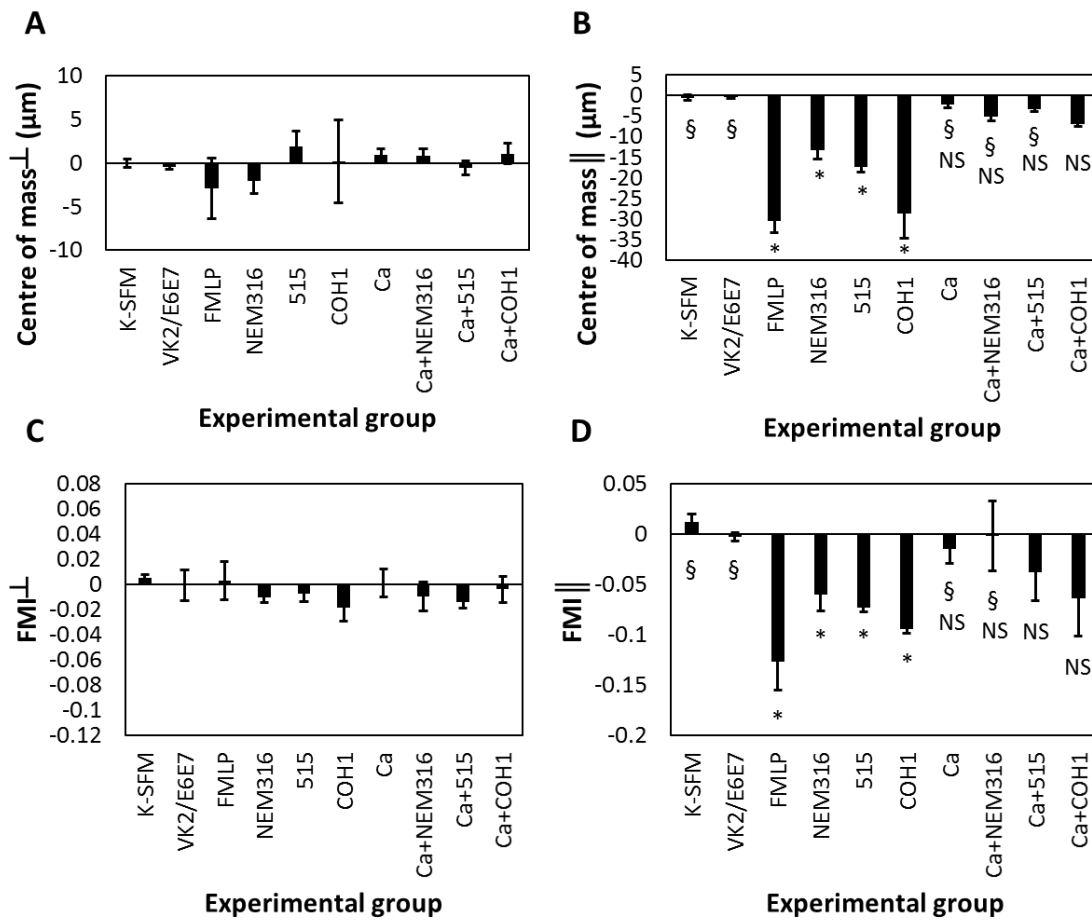 A
Centre of mass⊥ (µm)
10
5
0
-5
-10
K-SFM
VK2/E6E7
FMLP
NEM316
515
COH1
Ca
Ca+NEM316
Ca+515
Ca+COH1
Experimental group
B
Centre of mass || (µm)
5
0
-5
-10
-15
-20
-25
-30
-35
-40
§
§
*
*
*
*
§
NS
§
NS
§
NS
NS
K-SFM
VK2/E6E7
FMLP
NEM316
515
COH1
Ca
Ca+NEM316
Ca+515
Ca+COH1
Experimental group
C
FMI⊥
0.08
0.06
0.04
0.02
0
-0.02
-0.04
-0.06
-0.08
-0.1
-0.12
K-SFM
VK2/E6E7
FMLP
NEM316
515
COH1
Ca
Ca+NEM316
Ca+515
Ca+COH1
Experimental group
D
FMI ||
0.05
0
-0.05
-0.1
-0.15
-0.2
§
§
*
*
*
*
§
NS
§
NS
NS
NS
K-SFM
VK2/E6E7
FMLP
NEM316
515
COH1
Ca
Ca+NEM316
Ca+515
Ca+COH1
Experimental group